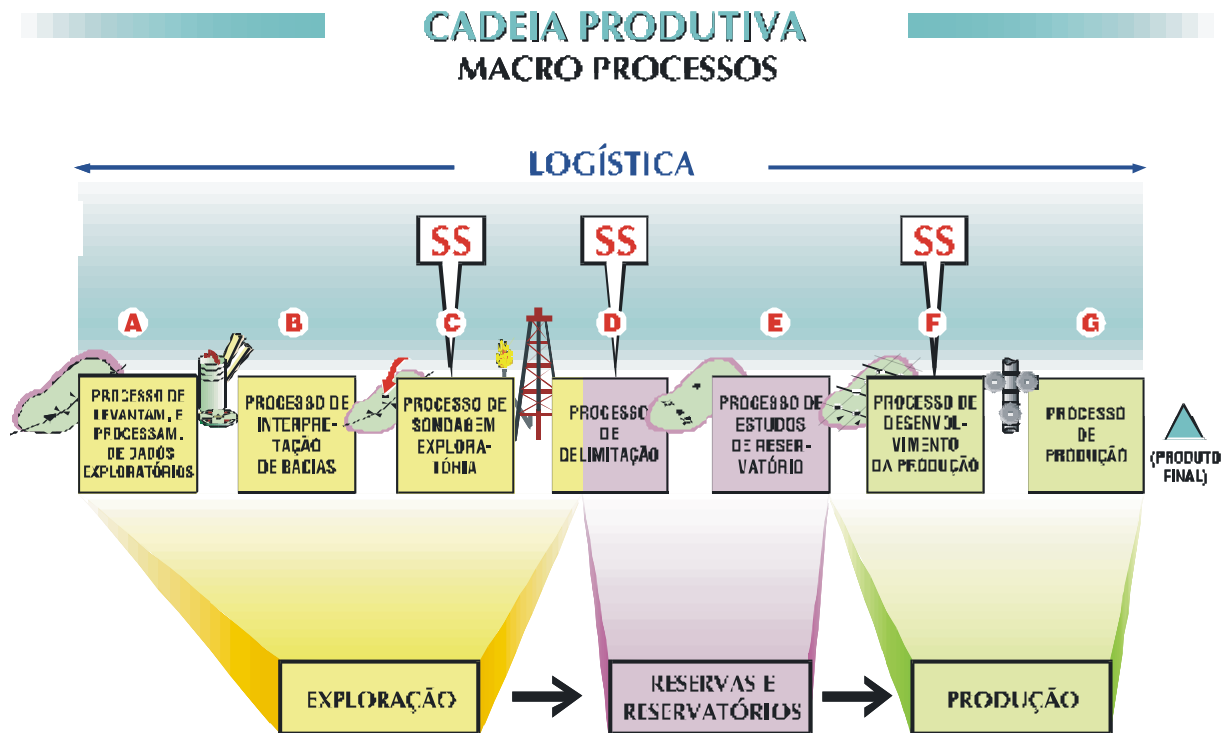 CADEIA PRODUTIVA
MACRO PROCESSOS
LOGÍSTICA
SS
SS
SS
A
B
C
D
E
F
G
PROCESSO DE
LEVANTAM. E
PROCESSAM.
DE DADOS
EXPLORATÓRIOS
PROCESSO DE
INTERPRE-
TAÇÃO
DE BACIAS
PROCESSO DE
SONDAGEM
EXPLORA-
TÓRIA
PROCESSO
DE
DELIMITAÇÃO
PROCESSO DE
ESTUDOS
DE RESER-
VATÓRIO
PROCESSO DE
DESENVOL-
VIMENTO
DA PRODUÇÃO
PROCESSO
DE
PRODUÇÃO
(PRODUTO
FINAL)
EXPLORAÇÃO
RESERVAS E
RESERVATÓRIOS
PRODUÇÃO